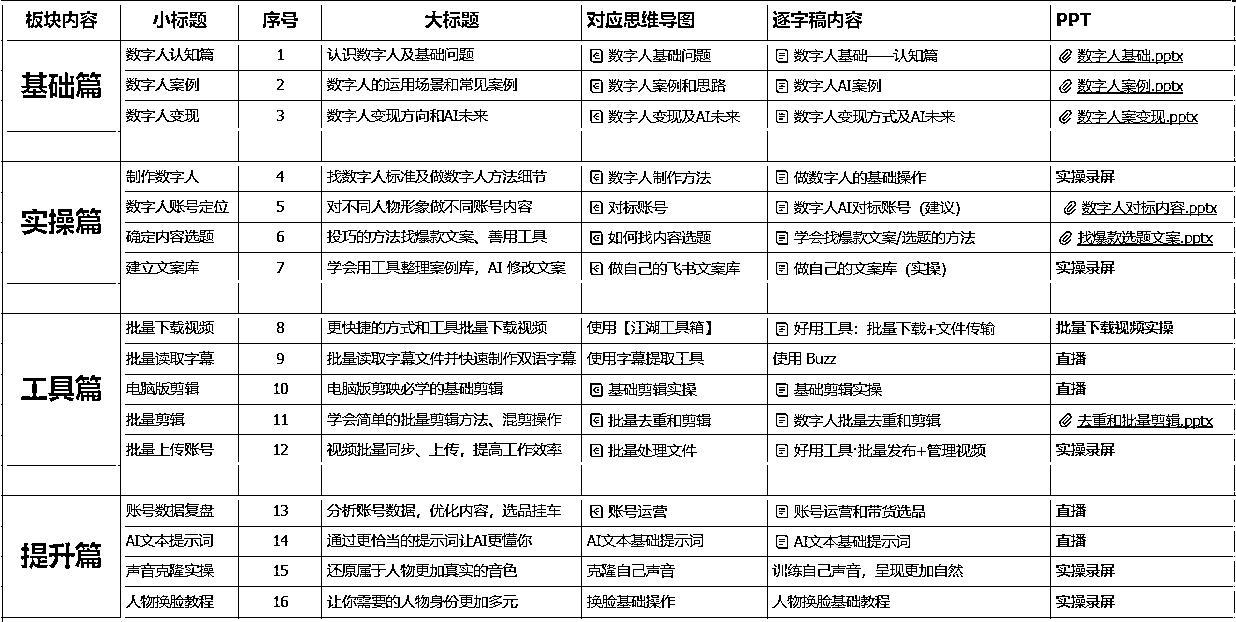 板块内容 小标题 序号 大标题 对应思维导图 逐字稿内容 PPT
基础篇
数字人认知篇 1 认识数字人及基础问题 数字人基础问题 数字人基础——认知篇 数字人基础.pptx
数字人案例 2 数字人的运用场景和常见案例 数字人案例和思路 数字人AI案例 数字人案例.pptx
数字人变现 3 数字人变现方向和AI未来 数字人变现及AI未来 数字人变现方式及AI未来 数字人案变现.pptx
实操篇
制作数字人 4 找数字人标准及做数字人方法细节 数字人制作方法 做数字人的基础操作 实操录屏
数字人账号定位 5 对不同人物形象做不同账号内容 对标账号 数字人AI对标账号（建议） 数字人对标内容.pptx
确定内容选题 6 投巧的方法找爆款文案、善用工具 如何找内容选题 学会找爆款文案/选题的方法 找爆款选题文案.pptx
建立文案库 7 学会用工具整理案例库，AI 修改文案 做自己的飞书文案库 做自己的文案库（实操） 实操录屏
工具篇
批量下载视频 8 更快捷的方式和工具批量下载视频 使用【江湖工具箱】 好用工具：批量下载+文件传输 批量下载视频实操
批量读取字幕 9 批量读取字幕文件并快速制作双语字幕 使用字幕提取工具 使用 Buzz 直播
电脑版剪辑 10 电脑版剪映必学的基础剪辑 基础剪辑实操 基础剪辑实操 直播
批量剪辑 11 学会简单的批量剪辑方法、混剪操作 批量去重和剪辑 数字人批量去重和剪辑 去重和批量剪辑.pptx
批量上传账号 12 视频批量同步、上传，提高工作效率 批量处理文件 好用工具·批量发布+管理视频 实操录屏
提升篇
账号数据复盘 13 分析账号数据，优化内容，选品挂车 账号运营 账号运营和带货选品 直播
AI文本提示词 14 通过更恰当的提示词让AI更懂你 AI文本基础提示词 AI文本基础提示词 直播
声音克隆实操 15 还原属于人物更加真实的音色 克隆自己声音 训练自己声音，呈现更加自然 实操录屏
人物换脸教程 16 让你需要的人物身份更加多元 换脸基础操作 人物换脸基础教程 实操录屏